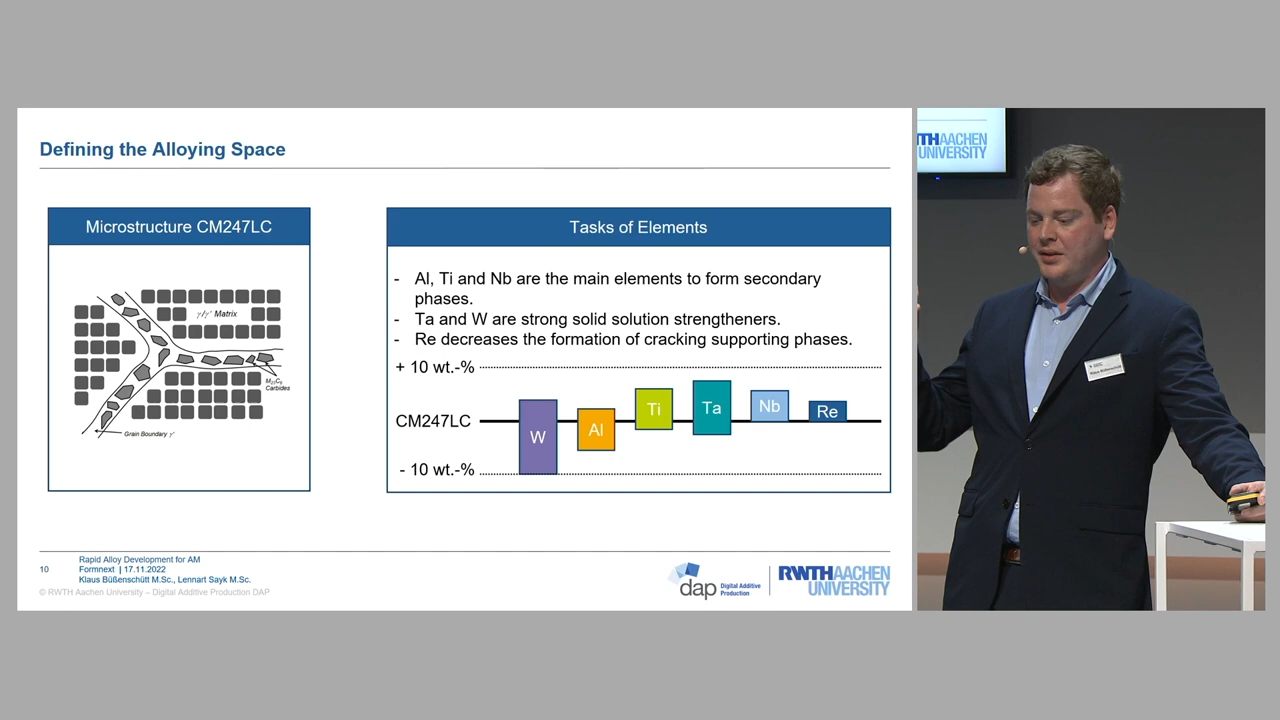 Defining the Alloying Space
Microstructure CM247LC
γ/γ' Matrix
M₂₃C₆
Carbides
Grain Boundary γ'
Tasks of Elements
- Al, Ti and Nb are the main elements to form secondary
phases.
- Ta and W are strong solid solution strengtheners.
- Re decreases the formation of cracking supporting phases.
+ 10 wt.-%
CM247LC
- 10 wt.-%
W
Al
Ti
Ta
Nb
Re
10
Rapid Alloy Development for AM
Formnext | 17.11.2022
Klaus Büßenschütt M.Sc., Lennart Sayk M.Sc.
© RWTH Aachen University – Digital Additive Production DAP
dap
Digital Additive
Production
RWTHAACHEN
UNIVERSITY
THAACHEN
UNIVERSITY
Klaus Büßenschütt